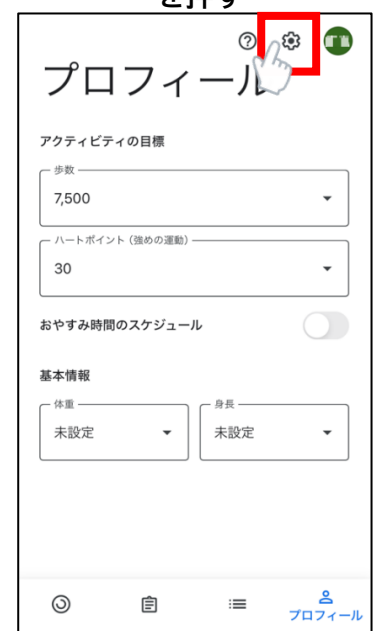 を押す
プロフィール
アクティビティの目標
歩数
7,500
ハートポイント（強めの運動）
30
おやすみ時間のスケジュール
基本情報
体重
未設定
身長
未設定
プロフィール